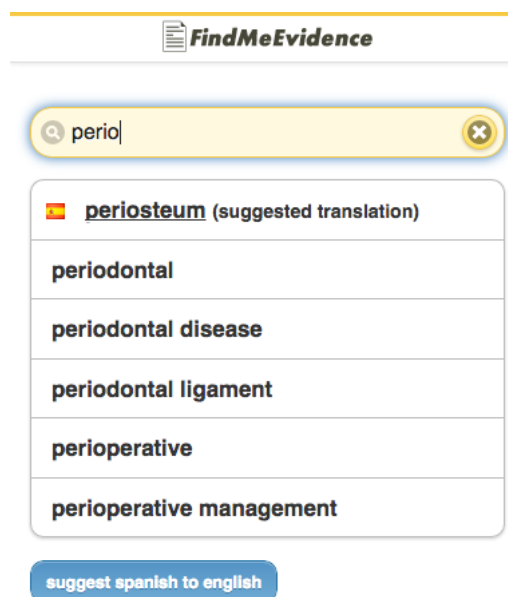 FindMeEvidence
perio
periosteum (suggested translation)
periodontal
periodontal disease
periodontal ligament
perioperative
perioperative management
suggest spanish to english